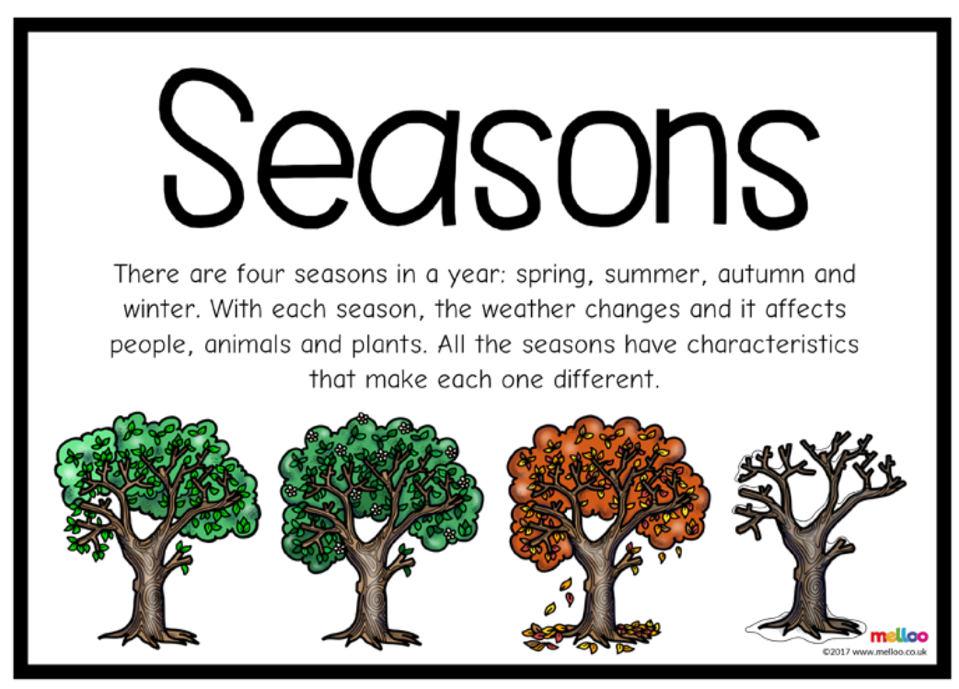 Seasons
There are four seasons in a year: spring, summer, autumn and
winter. With each season, the weather changes and it affects
people, animals and plants. All the seasons have characteristics
that make each one different.
melloo
©2017 www.melloo.co.uk